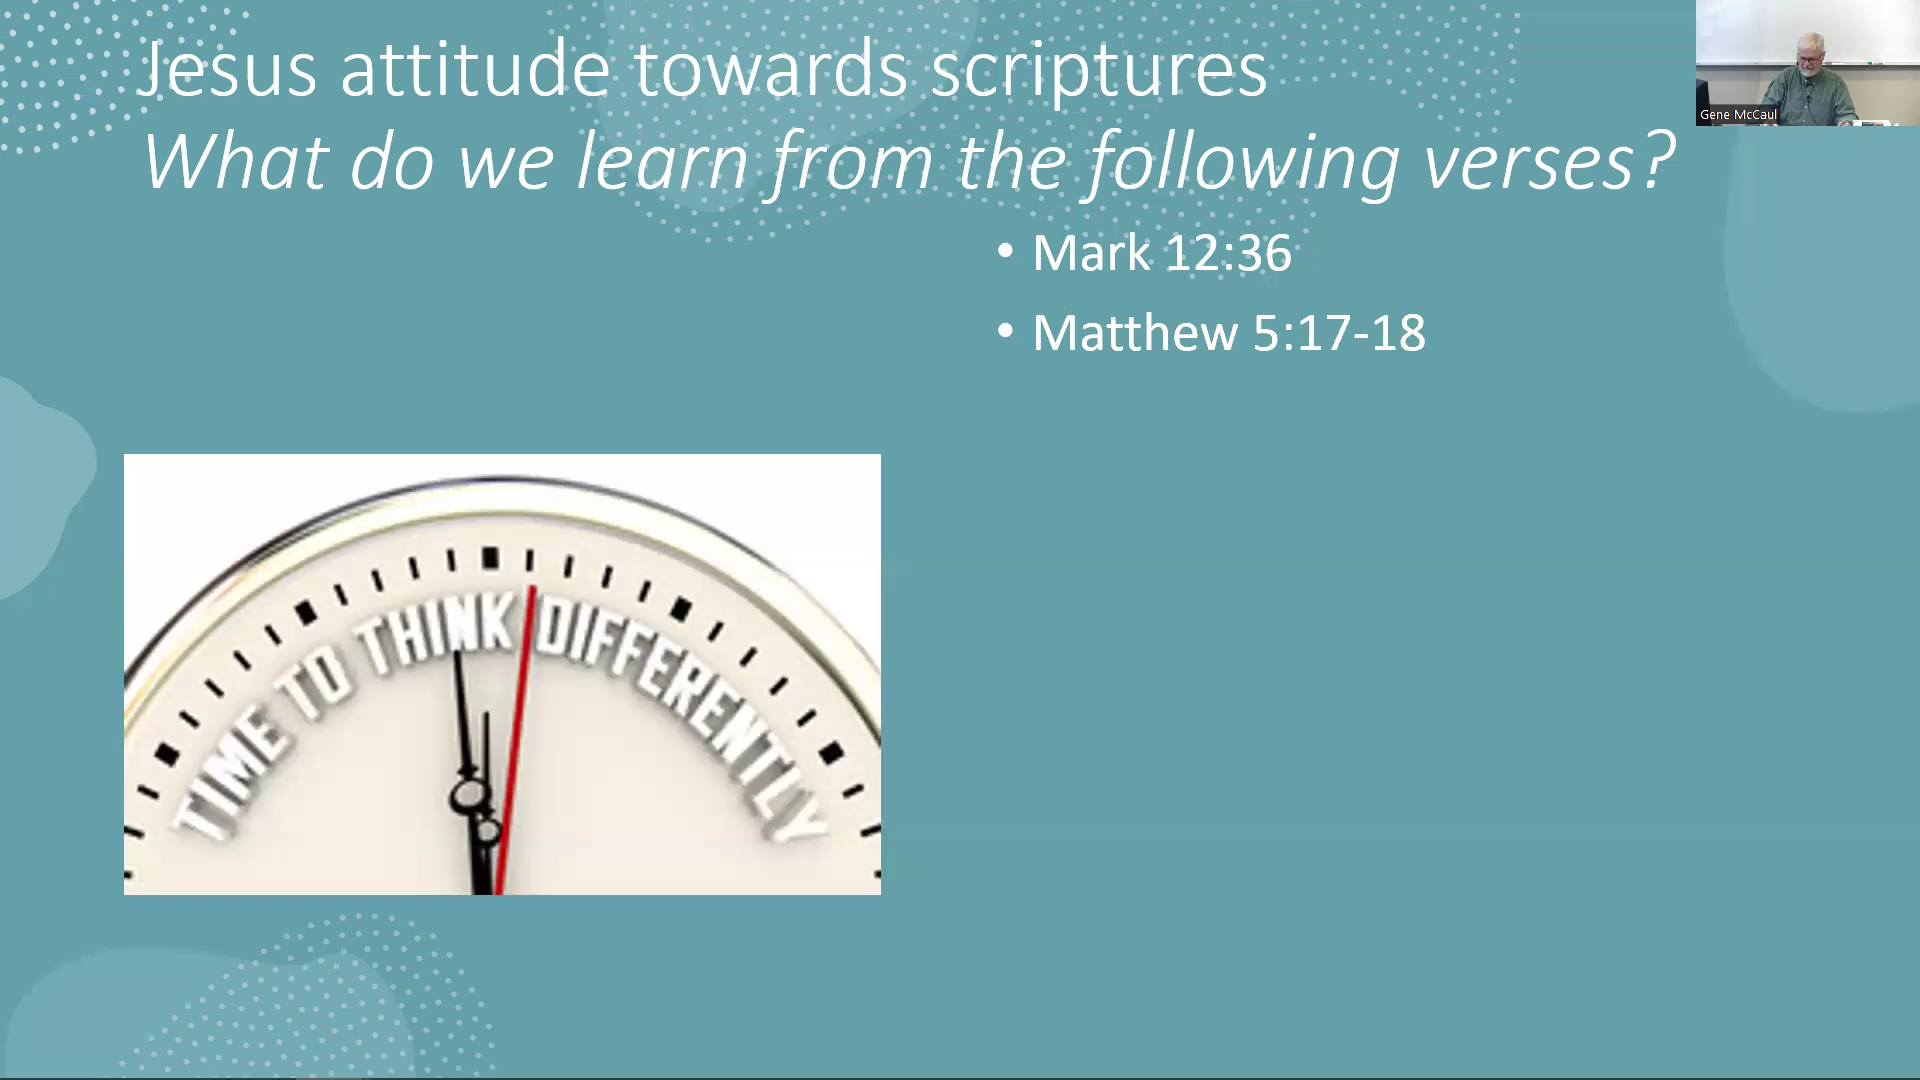 Jesus attitude towards scriptures
What do we learn from the following verses?
Gene McCaul
• Mark 12:36
• Matthew 5:17-18
TIME TO THINK DIFFERENTLY